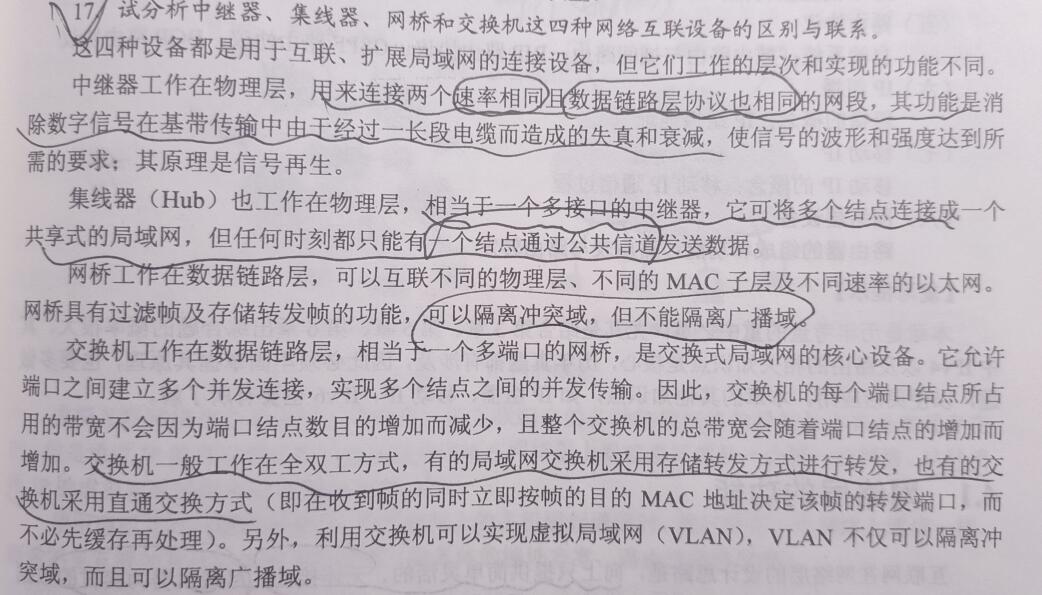 17. 试分析中继器、集线器、网桥和交换机这四种网络互联设备的区别与联系。
这四种设备都是用于互联、扩展局域网的连接设备，但它们工作的层次和实现的功能不同。
中继器工作在物理层，用来连接两个速率相同且数据链路层协议也相同的网段，其功能是消
除数字信号在基带传输中由于经过一长段电缆而造成的失真和衰减，使信号的波形和强度达到所
需的要求；其原理是信号再生。
集线器（Hub）也工作在物理层，相当于一个多接口的中继器，它可将多个结点连接成一个
共享式的局域网，但任何时刻都只能有一个结点通过公共信道发送数据。
网桥工作在数据链路层，可以互联不同的物理层、不同的 MAC 子层及不同速率的以太网。
网桥具有过滤帧及存储转发帧的功能，可以隔离冲突域，但不能隔离广播域。
交换机工作在数据链路层，相当于一个多端口的网桥，是交换式局域网的核心设备。它允许
端口之间建立多个并发连接，实现多个结点之间的并发传输。因此，交换机的每个端口结点所占
用的带宽不会因为端口结点数目的增加而减少，且整个交换机的总带宽会随着端口结点的增加而
增加。交换机一般工作在全双工方式，有的局域网交换机采用存储转发方式进行转发，也有的交
换机采用直通交换方式（即在收到帧的同时立即按帧的目的 MAC 地址决定该帧的转发端口，而
不必先缓存再处理）。另外，利用交换机可以实现虚拟局域网（VLAN），VLAN 不仅可以隔离冲
突域，而且可以隔离广播域。